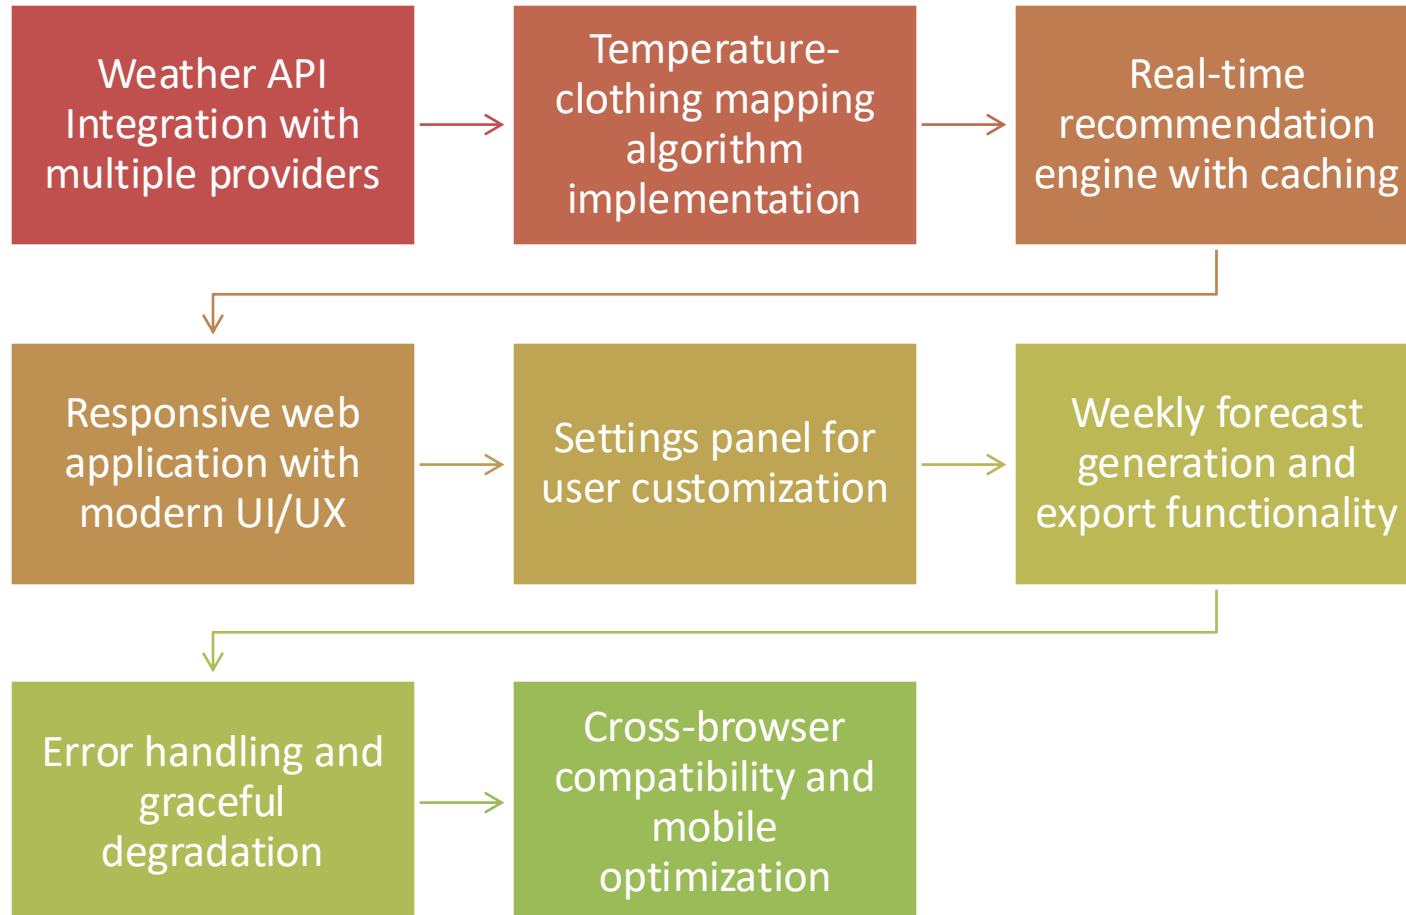 Weather API
Integration with
multiple providers
Temperature-
clothing mapping
algorithm
implementation
Real-time
recommendation
engine with caching
Responsive web
application with
modern UI/UX
Settings panel for
user customization
Weekly forecast
generation and
export functionality
Error handling and
graceful
degradation
Cross-browser
compatibility and
mobile
optimization